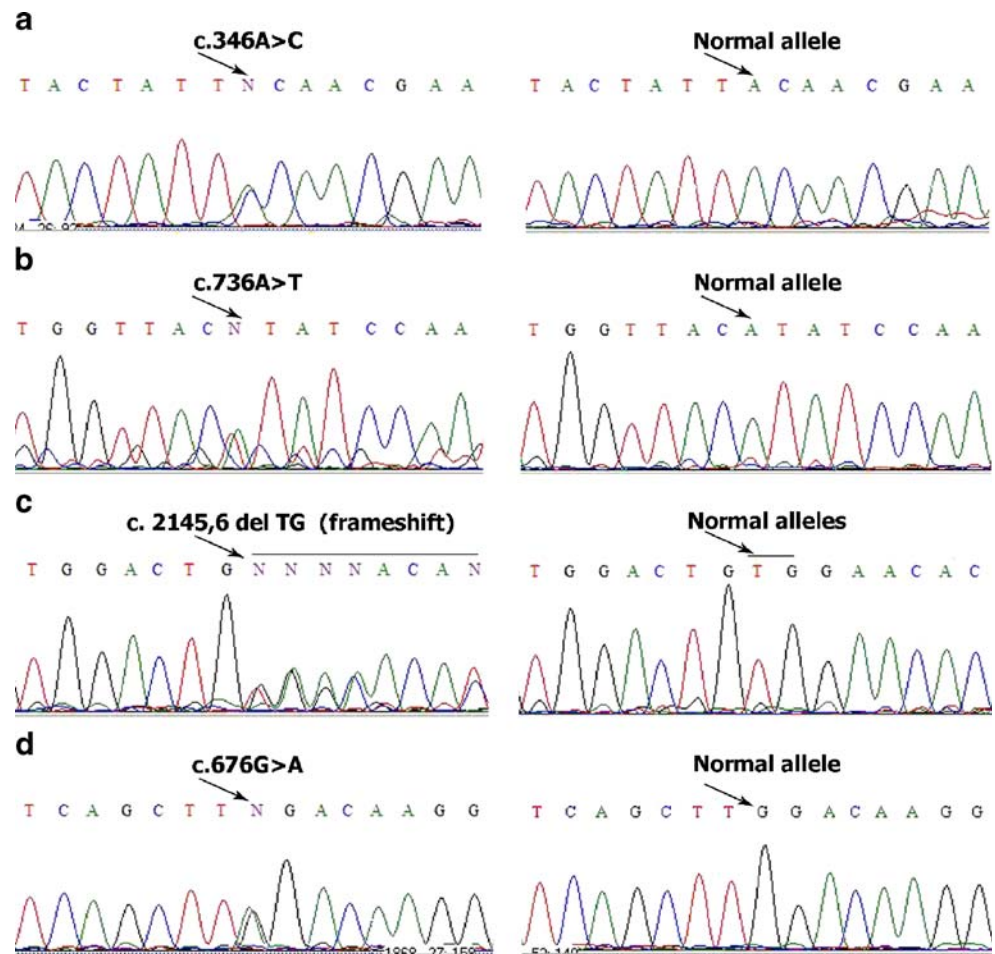 a
c.346A>C Normal allele
T A C T A T T N C A A C G A A T A C T A T T A C A A C G A A
b
c.736A>T Normal allele
T G G T T A C N T A T C C A A T G G T T A C A T A T C C A A
c
c. 2145,6 del TG (frameshift) Normal alleles
T G G A C T G N N N N A C A N T G G A C T G T G G A A C A C
d
c.676G>A Normal allele
T C A G C T T N G A C A A G G T C A G C T T G G A C A A G G